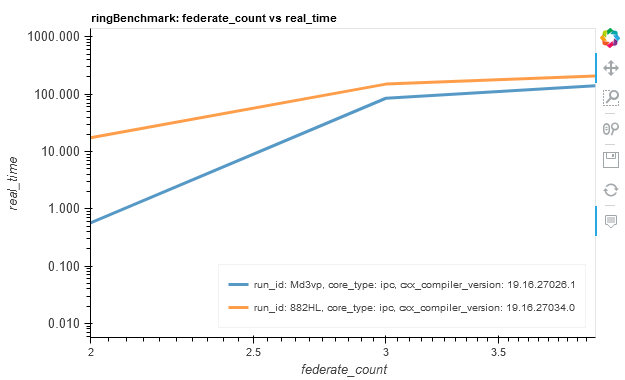 ringBenchmark: federate_count vs real_time
1000.000
100.000
10.000
1.000
0.100
0.010
real_time
run_id: Md3vp, core_type: ipc, cxx_compiler_version: 19.16.27026.1
run_id: 882HL, core_type: ipc, cxx_compiler_version: 19.16.27034.0
2 2.5 3 3.5
federate_count